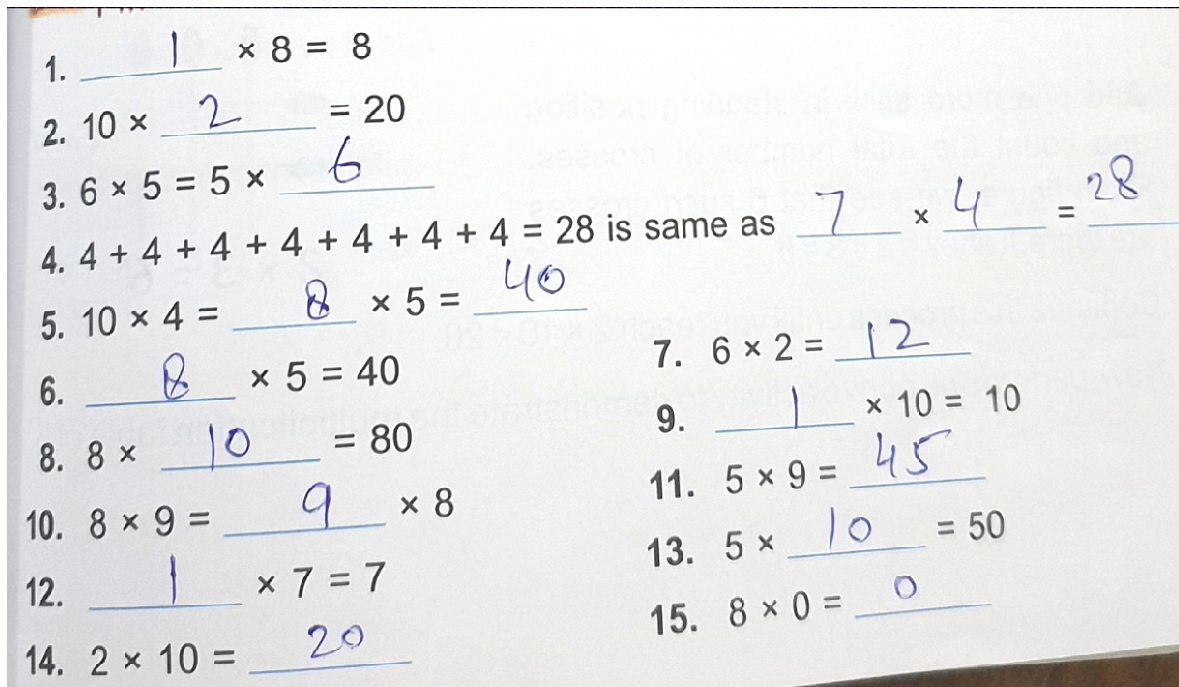 1. 1 × 8 = 8
2. 10 × 2 = 20
3. 6 × 5 = 5 × 6
4. 4 + 4 + 4 + 4 + 4 + 4 + 4 = 28 is same as 7 × 4 = 28
5. 10 × 4 = 8 × 5 = 40
6. 8 × 5 = 40
7. 6 × 2 = 12
8. 8 × 10 = 80
9. 1 × 10 = 10
10. 8 × 9 = 9 × 8
11. 5 × 9 = 45
12. 1 × 7 = 7
13. 5 × 10 = 50
14. 2 × 10 = 20
15. 8 × 0 = 0